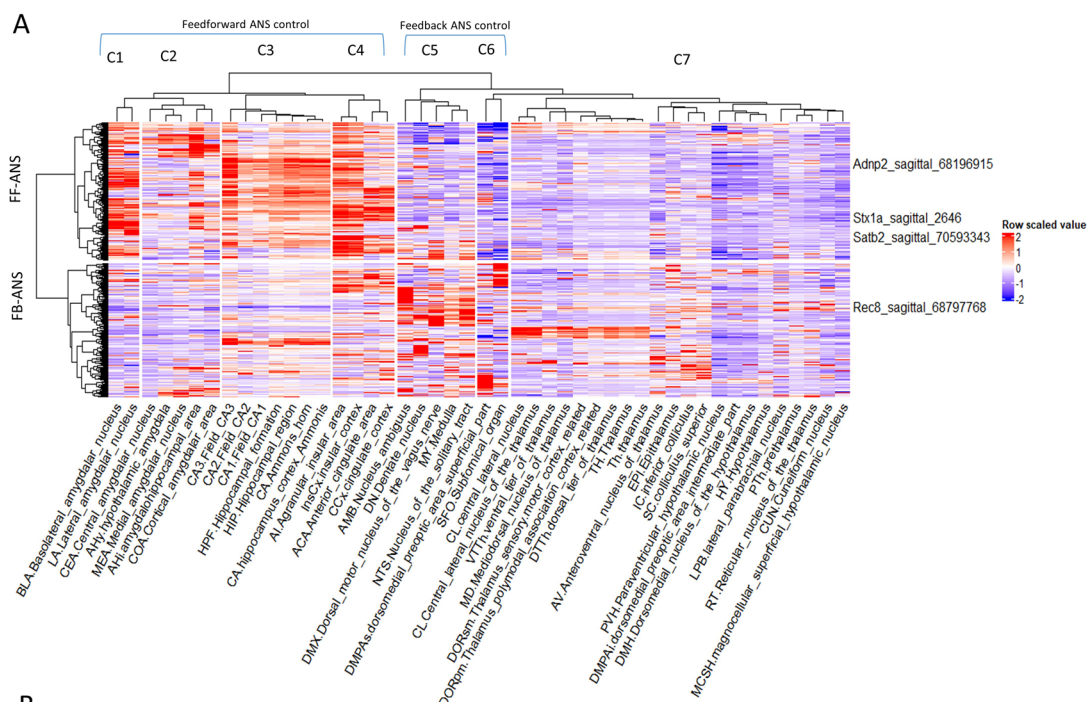 A
Feedforward ANS control
Feedback ANS control
C1
C2
C3
C4
C5
C6
C7
FF-ANS
FB-ANS
Adnp2_sagittal_68196915
Stx1a_sagittal_2646
Satb2_sagittal_70593343
Rec8_sagittal_68797768
Row scaled value
2
1
0
-1
-2
BLA.Basolateral_amygdalar_nucleus
LA.Lateral_amygdalar_nucleus
CEA.Central_amygdalar_nucleus
AHy.hypothalamic_amygdala
MEA.Medial_amygdalar_nucleus
AHi.amygdalohippocampal_area
COA.Cortical_amygdalar_area
CA3.Field_CA3
CA2.Field_CA2
CA1.Field_CA1
HPF.Hippocampal_formation
HIP.Hippocampal_region
CA.Ammons_horn
CA.hippocampus_cortex_Ammonis
AI.Agranular_insular_area
InsCx.insular_cortex
ACA.Anterior_cingulate_area
CCx.cingulate_cortex
AMB.Nucleus_ambiguus
DN.Dentate_nucleus
DMX.Dorsal_motor_nucleus_of_the_vagus_nerve
MY.Medulla
NTS.Nucleus_of_the_solitary_tract
DMPAs.dorsomedial_preoptic_area_superficial_part
SFO.Subfornical_organ
CL.central_lateral_nucleus
CL.Central_lateral_nucleus_of_the_thalamus
VTTh.ventral_tier_of_thalamus
MD.Mediodorsal_nucleus_of_thalamus
DORsm.Thalamus_sensory_motor_cortex_related
DORpm.Thalamus_polymodal_association_cortex_related
DTTh.dorsal_tier_of_thalamus
TH.Thalamus
Th.thalamus
AV.Anteroventral_nucleus_of_thalamus
EPI.Epithalamus
IC.Inferior_colliculus
SC.colliculus_superior
PVH.Paraventricular_hypothalamic_nucleus
DMPAi.dorsomedial_preoptic_area_intermediate_part
DMH.Dorsomedial_nucleus_of_the_hypothalamus
HY.Hypothalamus
LPB.lateral_parabrachial_nucleus
PTh.prethalamus
RT.Reticular_nucleus_of_the_thalamus
CUN.Cuneiform_nucleus
MCSH.magnocellular_superficial_hypothalamic_nucleus